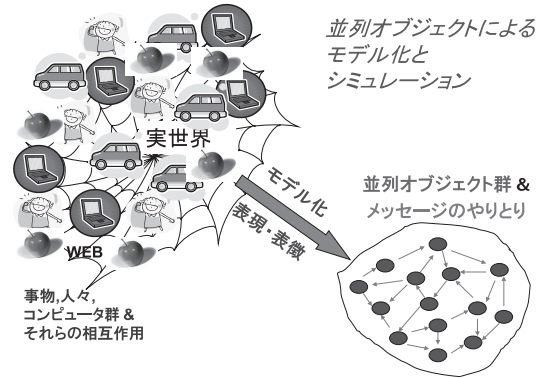 並列オブジェクトによる
モデル化と
シミュレーション
実世界
モデル化
表現・表徴
WEB
事物,人々,
コンピュータ群 &
それらの相互作用
並列オブジェクト群 &
メッセージのやりとり